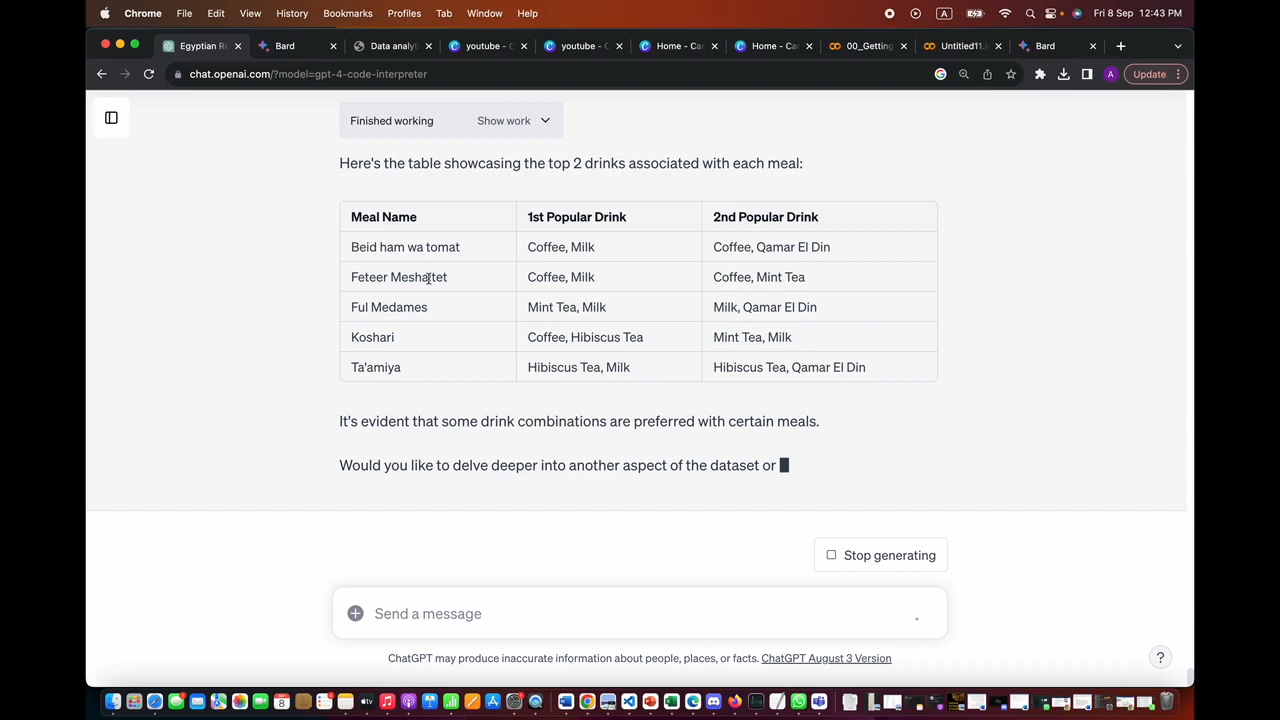 Chrome File Edit View History Bookmarks Profiles Tab Window Help A Fri 8 Sep 12:43 PM
Egyptian Re Bard Data analyt youtube - C youtube - C Home - Can Home - Can 00_Getting Untitled11.i Bard
chat.openai.com/?model=gpt-4-code-interpreter A Update
Finished working Show work
Here's the table showcasing the top 2 drinks associated with each meal:
Meal Name 1st Popular Drink 2nd Popular Drink
Beid ham wa tomat Coffee, Milk Coffee, Qamar El Din
Feteer Meshaltet Coffee, Milk Coffee, Mint Tea
Ful Medames Mint Tea, Milk Milk, Qamar El Din
Koshari Coffee, Hibiscus Tea Mint Tea, Milk
Ta'amiya Hibiscus Tea, Milk Hibiscus Tea, Qamar El Din
It's evident that some drink combinations are preferred with certain meals.
Would you like to delve deeper into another aspect of the dataset or
Stop generating
Send a message
ChatGPT may produce inaccurate information about people, places, or facts. ChatGPT August 3 Version
?